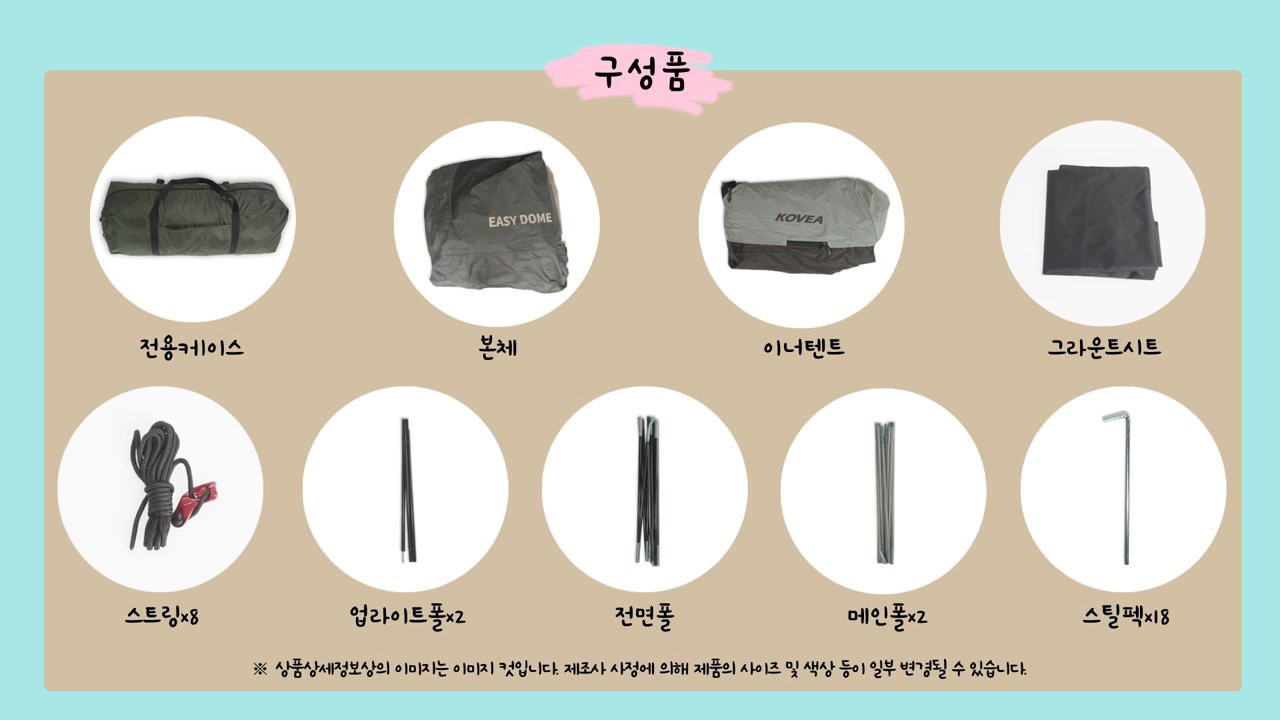 구성품
EASY DOME
KOVEA
전용케이스
본체
이너텐트
그라운트시트
스트링x8
업라이트폴x2
전면폴
메인폴x2
스틸펙x18
※ 상품상세정보상의 이미지는 이미지 컷입니다. 제조사 사정에 의해 제품의 사이즈 및 색상 등이 일부 변경될 수 있습니다.